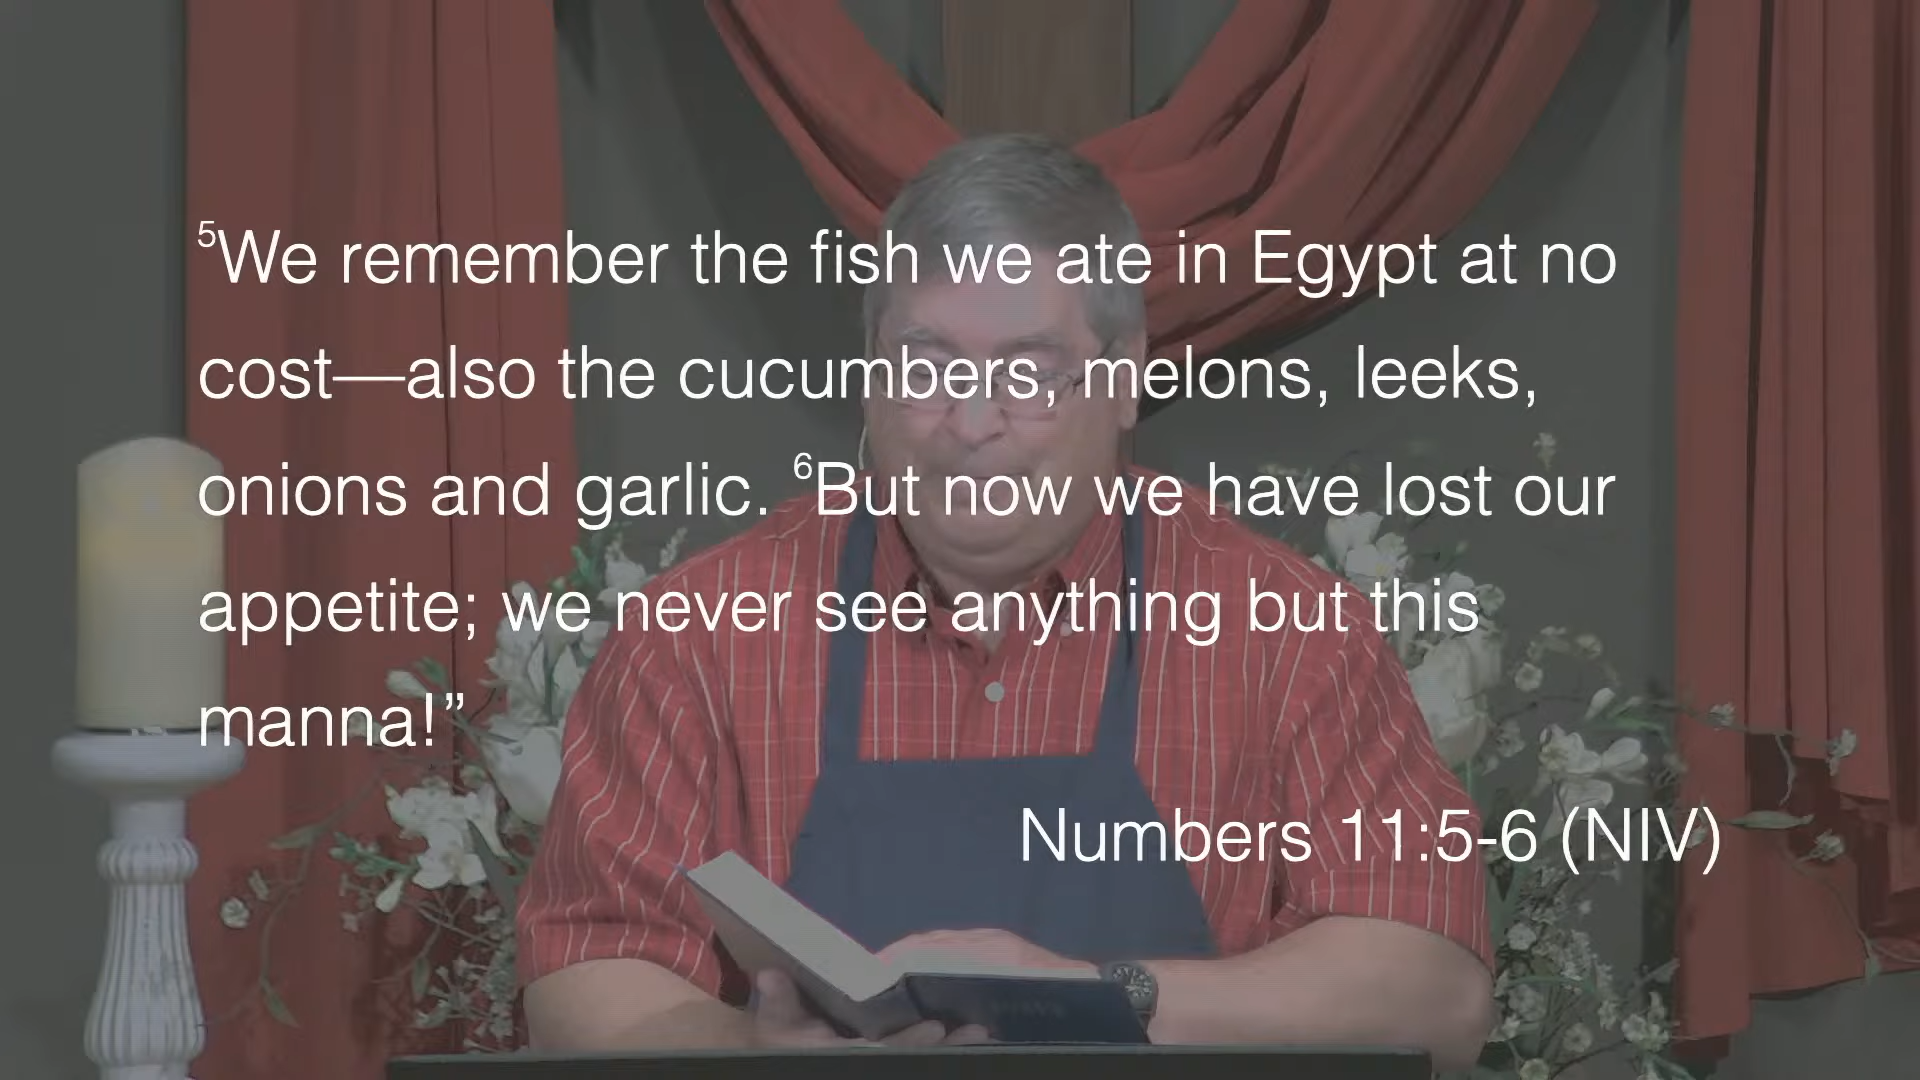 ⁵We remember the fish we ate in Egypt at no
cost—also the cucumbers, melons, leeks,
onions and garlic. ⁶But now we have lost our
appetite; we never see anything but this
manna!”
Numbers 11:5-6 (NIV)